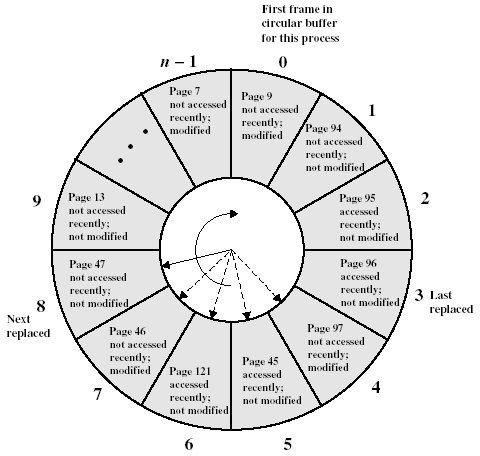 First frame in
circular buffer
for this process
n – 1
0
Page 7
not accessed
recently;
modified
Page 9
not accessed
recently;
modified
1
Page 94
not accessed
recently;
not modified
2
Page 95
accessed
recently;
not modified
3
Last
replaced
Page 96
accessed
recently;
not modified
4
Page 97
not accessed
recently;
modified
5
Page 45
accessed
recently;
not modified
6
Page 121
accessed
recently;
not modified
7
Page 46
not accessed
recently;
modified
8
Next
replaced
Page 47
not accessed
recently;
not modified
9
Page 13
not accessed
recently;
not modified
• • •